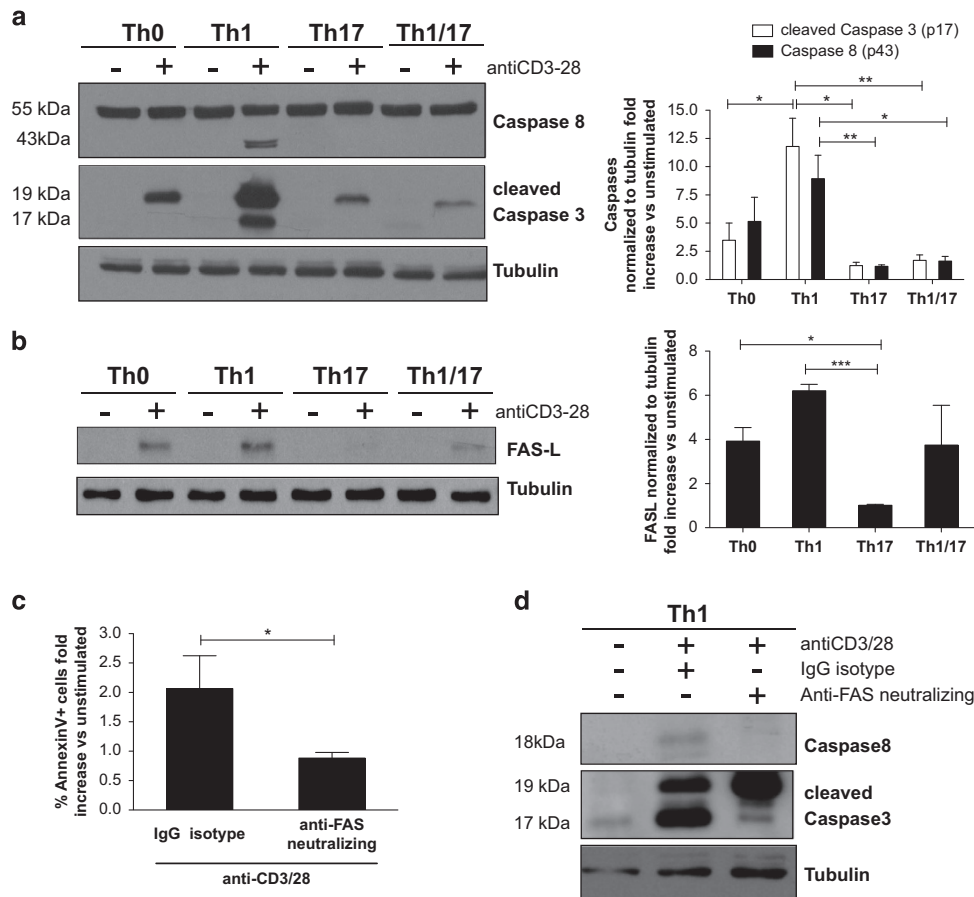 a
Th0 Th1 Th17 Th1/17
- + - + - + - + antiCD3-28
55 kDa
43kDa
Caspase 8
19 kDa
17 kDa
cleaved
Caspase 3
Tubulin
cleaved Caspase 3 (p17)
Caspase 8 (p43)
Caspases
normalized to tubulin fold
increase vs unstimulated
15.0
12.5
10.0
7.5
5.0
2.5
0.0
* * ** ** *
Th0 Th1 Th17 Th1/17
b
Th0 Th1 Th17 Th1/17
- + - + - + - + antiCD3-28
FAS-L
Tubulin
FASL normalized to tubulin
fold increase vs unstimulated
8
6
4
2
0
*
***
Th0 Th1 Th17 Th1/17
c
% AnnexinV+ cells fold
increase vs unstimulated
3.0
2.5
2.0
1.5
1.0
0.5
0.0
*
IgG isotype
anti-FAS
neutralizing
anti-CD3/28
d
Th1
- + + antiCD3/28
- + - IgG isotype
- - + Anti-FAS neutralizing
18kDa
Caspase8
19 kDa
17 kDa
cleaved
Caspase3
Tubulin